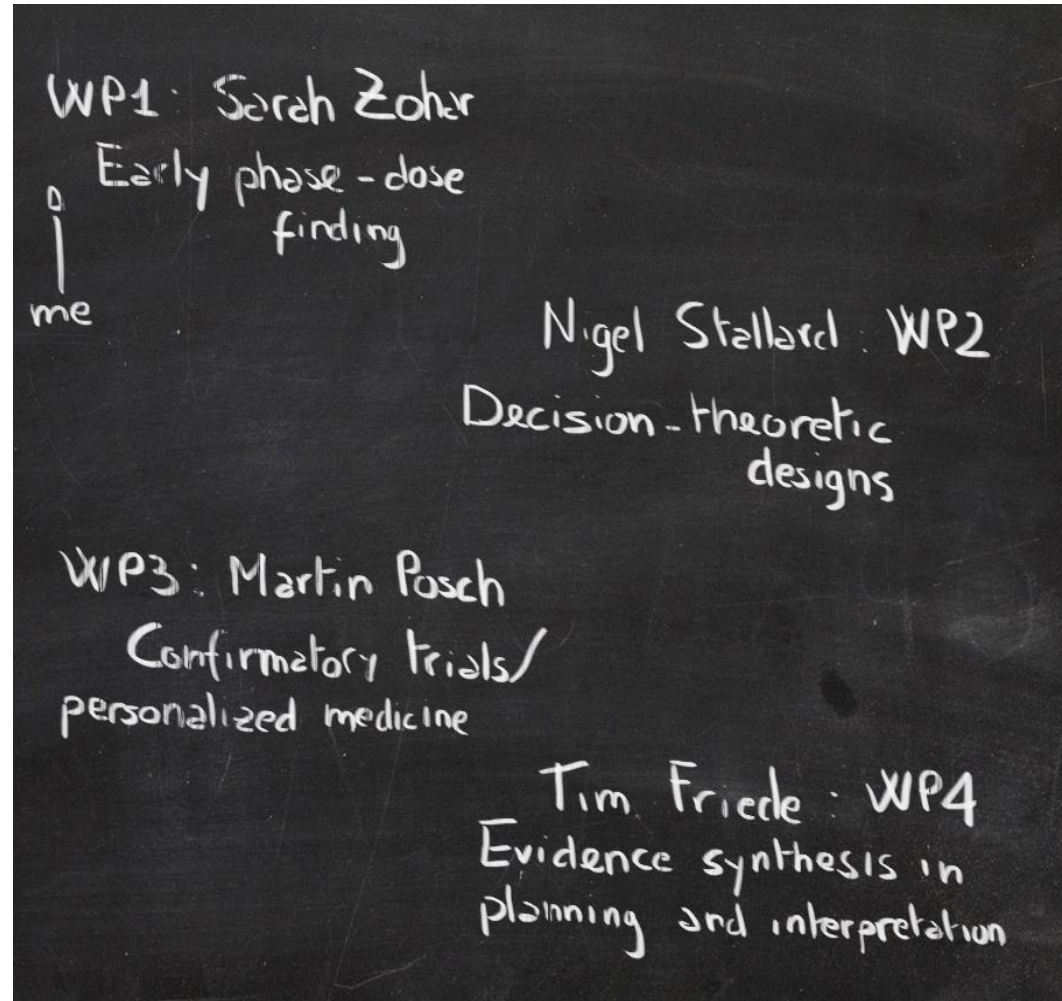 WP1: Sarah Zohar
Early phase-dose
finding
me
Nigel Stallard: WP2
Decision-theoretic
designs
WP3: Martin Posch
Confirmatory trials/
personalized medicine
Tim Friede: WP4
Evidence synthesis in
planning and interpretation